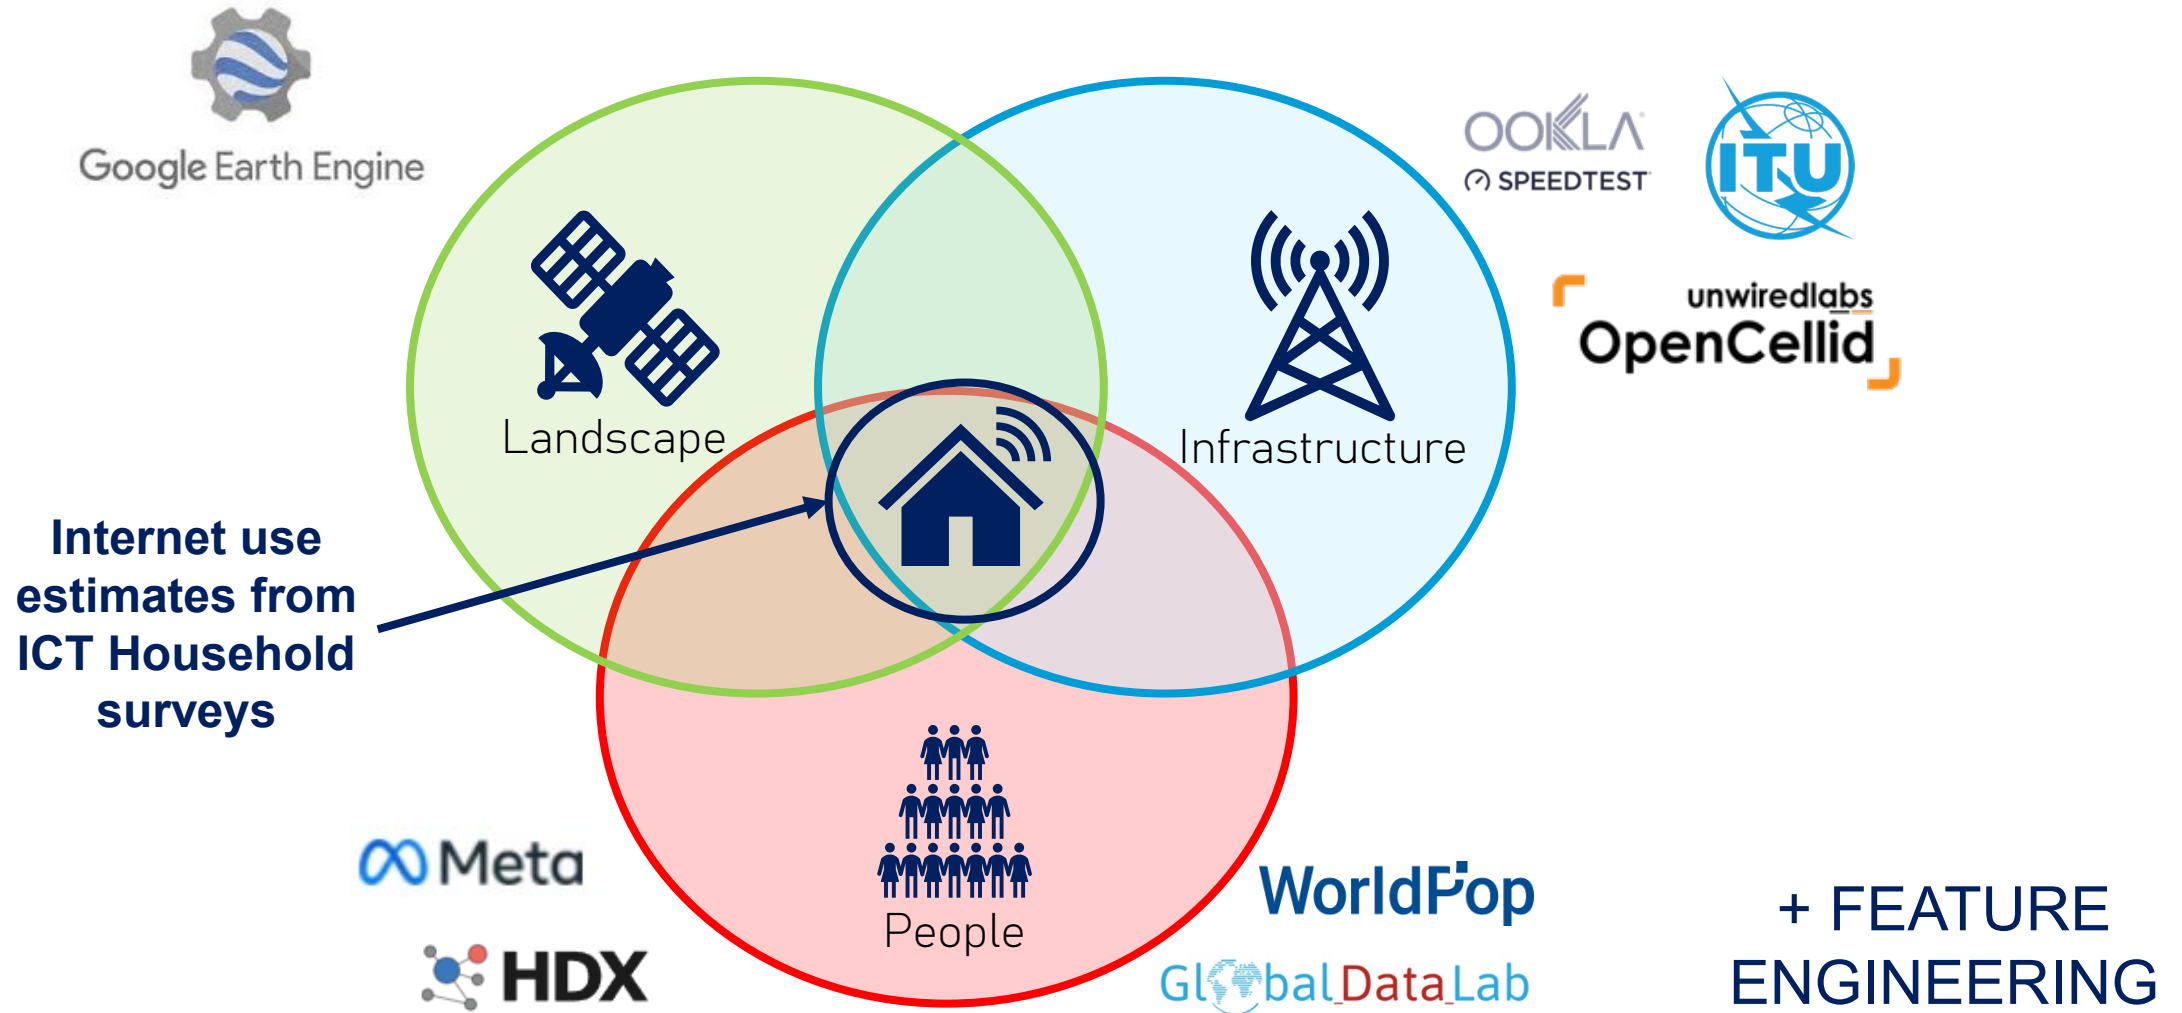 Google Earth Engine
OOKLA
SPEEDTEST
ITU
unwiredlabs
OpenCellid
Landscape
Infrastructure
Internet use
estimates from
ICT Household
surveys
People
Meta
HDX
WorldPop
Global_Data_Lab
+ FEATURE
ENGINEERING